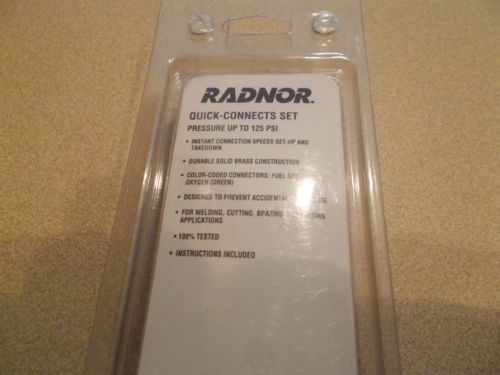 RADNOR.
QUICK-CONNECTS SET
PRESSURE UP TO 125 PSI
• INSTANT CONNECTION SPEEDS SET-UP AND
TAKEDOWN
• DURABLE SOLID BRASS CONSTRUCTION
• COLOR-CODED CONNECTORS: FUEL
OXYGEN (GREEN)
• DESIGNED TO PREVENT ACCIDENTAL
• FOR WELDING, CUTTING, BRAZING
APPLICATIONS
• 100% TESTED
• INSTRUCTIONS INCLUDED